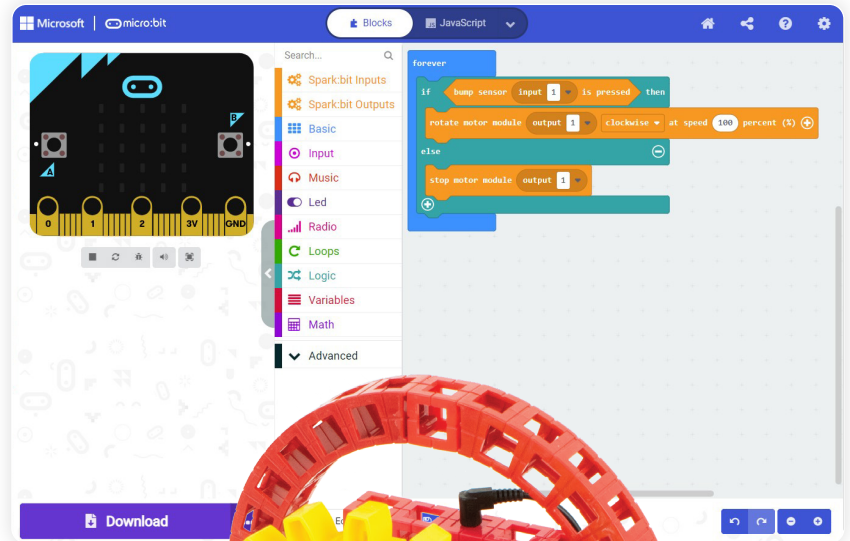 Microsoft
micro:bit
Blocks
JavaScript
Search...
Spark:bit Inputs
Spark:bit Outputs
Basic
Input
Music
Led
Radio
Loops
Logic
Variables
Math
Advanced
forever
if bump sensor input 1 is pressed then
rotate motor module output 1 clockwise at speed 100 percent (%)
else
stop motor module output 1
B
A
0 1 2 3V GND
Download